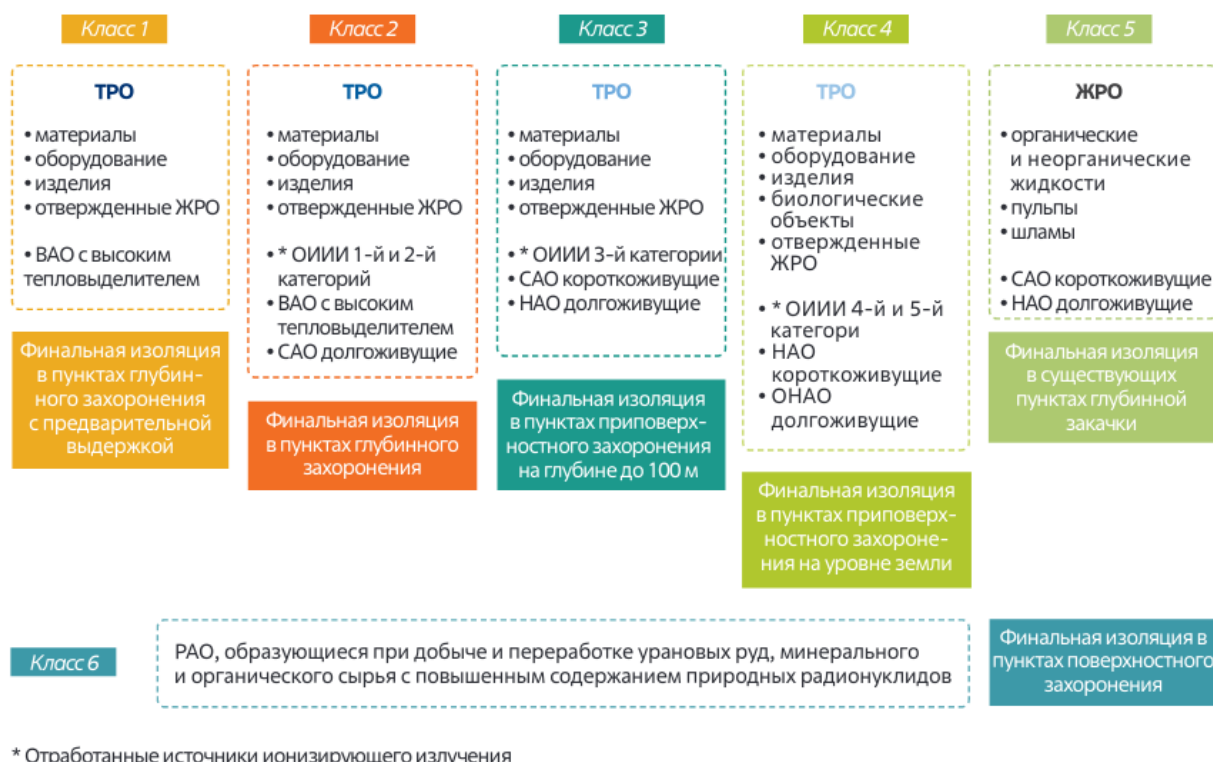 Класс 1
Класс 2
Класс 3
Класс 4
Класс 5
ТРО
• материалы
• оборудование
• изделия
• отвержденные ЖРО
• ВАО с высоким
тепловыделителем
Финальная изоляция
в пунктах глубин-
ного захоронения
с предварительной
выдержкой
ТРО
• материалы
• оборудование
• изделия
• отвержденные ЖРО
• * ОИИИ 1-й и 2-й
категорий
• ВАО с высоким
тепловыделителем
• САО долгоживущие
Финальная изоляция
в пунктах глубинного
захоронения
ТРО
• материалы
• оборудование
• изделия
• отвержденные ЖРО
• * ОИИИ 3-й категории
• САО короткоживущие
• НАО долгоживущие
Финальная изоляция
в пунктах приповерх-
ностного захоронения
на глубине до 100 м
ТРО
• материалы
• оборудование
• изделия
• биологические
объекты
• отвержденные
ЖРО
• * ОИИИ 4-й и 5-й
категори
• НАО
короткоживущие
• ОНАО
долгоживущие
Финальная изоляция
в пунктах приповерх-
ностного захороне-
ния на уровне земли
ЖРО
• органические
и неорганические
жидкости
• пульпы
• шламы
• САО короткоживущие
• НАО долгоживущие
Финальная изоляция
в существующих
пунктах глубинной
закачки
Класс 6
РАО, образующиеся при добыче и переработке урановых руд, минерального
и органического сырья с повышенным содержанием природных радионуклидов
Финальная изоляция в
пунктах поверхностного
захоронения
* Отработанные источники ионизирующего излучения